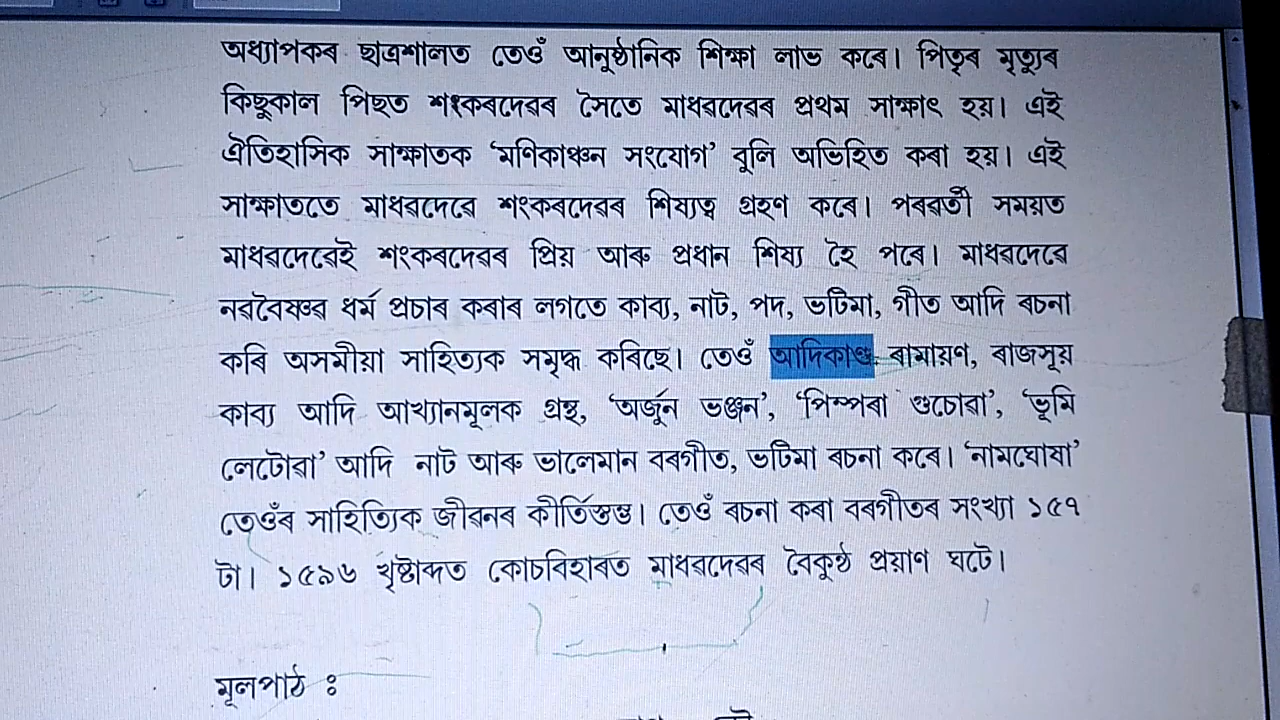 অধ্যাপকৰ ছাত্ৰশালত তেওঁ আনুষ্ঠানিক শিক্ষা লাভ কৰে। পিতৃৰ মৃত্যুৰ
কিছুকাল পিছত শংকৰদেৱৰ সৈতে মাধৱদেৱৰ প্ৰথম সাক্ষাৎ হয়। এই
ঐতিহাসিক সাক্ষাতক ‘মণিকাঞ্চন সংযোগ’ বুলি অভিহিত কৰা হয়। এই
সাক্ষাততে মাধৱদেৱে শংকৰদেৱৰ শিষ্যত্ব গ্ৰহণ কৰে। পৰৱৰ্তী সময়ত
মাধৱদেৱেই শংকৰদেৱৰ প্ৰিয় আৰু প্ৰধান শিষ্য হৈ পৰে। মাধৱদেৱে
নৱবৈষ্ণৱ ধৰ্ম প্ৰচাৰ কৰাৰ লগতে কাব্য, নাট, পদ, ভটিমা, গীত আদি ৰচনা
কৰি অসমীয়া সাহিত্যক সমৃদ্ধ কৰিছে। তেওঁ আদিকাণ্ড ৰামায়ণ, ৰাজসূয়
কাব্য আদি আখ্যানমূলক গ্ৰন্থ, ‘অৰ্জুন ভঞ্জন’, ‘পিম্পৰা গুচোৱা’, ‘ভূমি
লেটোৱা’ আদি নাট আৰু ভালেমান বৰগীত, ভটিমা ৰচনা কৰে। ‘নামঘোষা’
তেওঁৰ সাহিত্যিক জীৱনৰ কীৰ্তিস্তম্ভ। তেওঁ ৰচনা কৰা বৰগীতৰ সংখ্যা ১৫৭
টা। ১৫৯৬ খৃষ্টাব্দত কোচবিহাৰত মাধৱদেৱৰ বৈকুণ্ঠ প্ৰয়াণ ঘটে।
মূলপাঠ ঃ